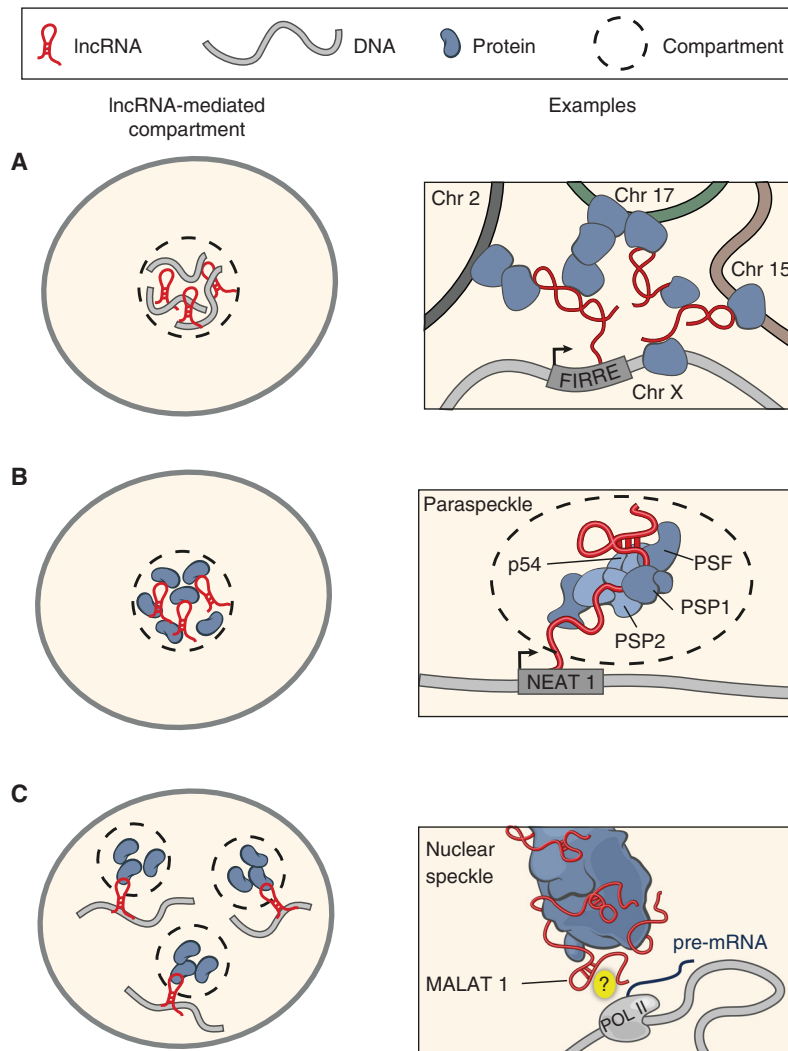 lncRNA
DNA
Protein
Compartment
lncRNA-mediated
compartment
Examples
A
Chr 2
Chr 17
Chr 15
FIRRE
Chr X
B
Paraspeckle
p54
PSF
PSP1
PSP2
NEAT 1
C
Nuclear
speckle
pre-mRNA
MALAT 1
?
POL II